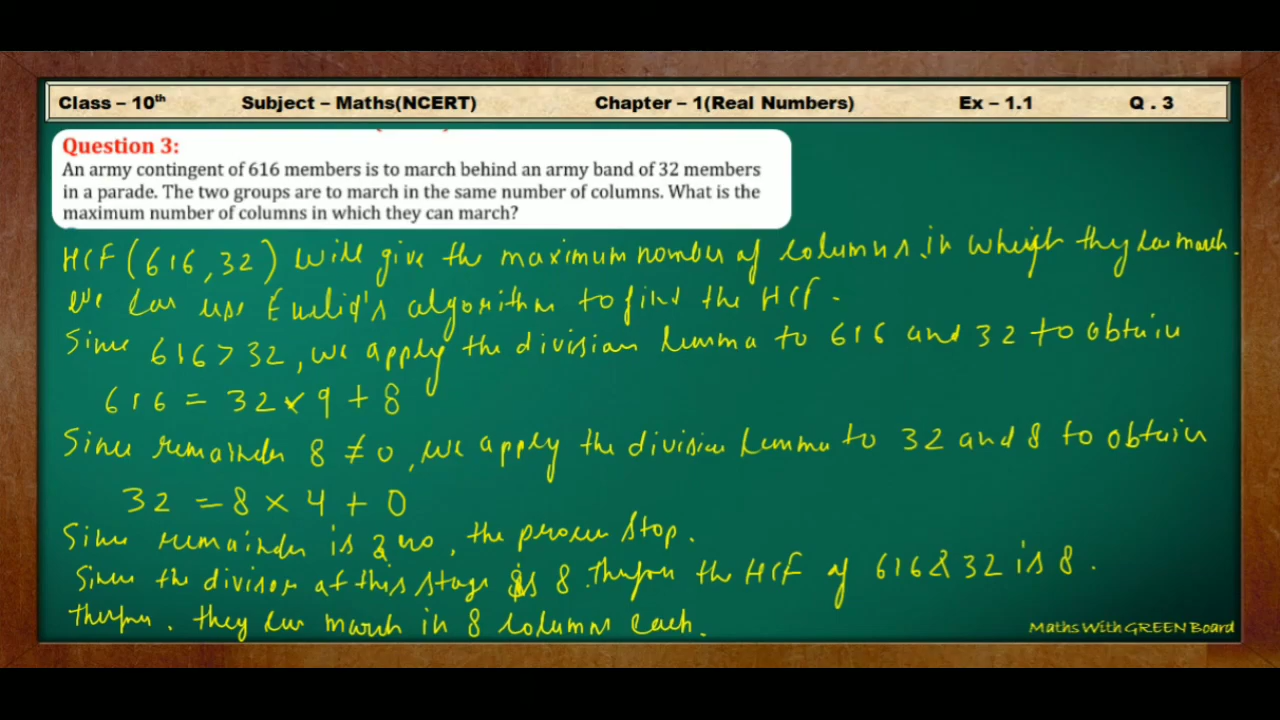 Class – 10th Subject – Maths(NCERT) Chapter – 1(Real Numbers) Ex – 1.1 Q . 3
Question 3:
An army contingent of 616 members is to march behind an army band of 32 members
in a parade. The two groups are to march in the same number of columns. What is the
maximum number of columns in which they can march?
HCF (616, 32) will give the maximum number of columns in which they can march.
We can use Euclid's algorithm to find the HCF.
Since 616 > 32, we apply the division lemma to 616 and 32 to obtain
616 = 32 × 9 + 8
Since remainder 8 ≠ 0, we apply the division lemma to 32 and 8 to obtain
32 = 8 × 4 + 0
Since remainder is zero, the process stop.
Since the divisor at this stage is 8. Therefore the HCF of 616 & 32 is 8.
Therefore, they can march in 8 columns each.
Maths With GREEN Board